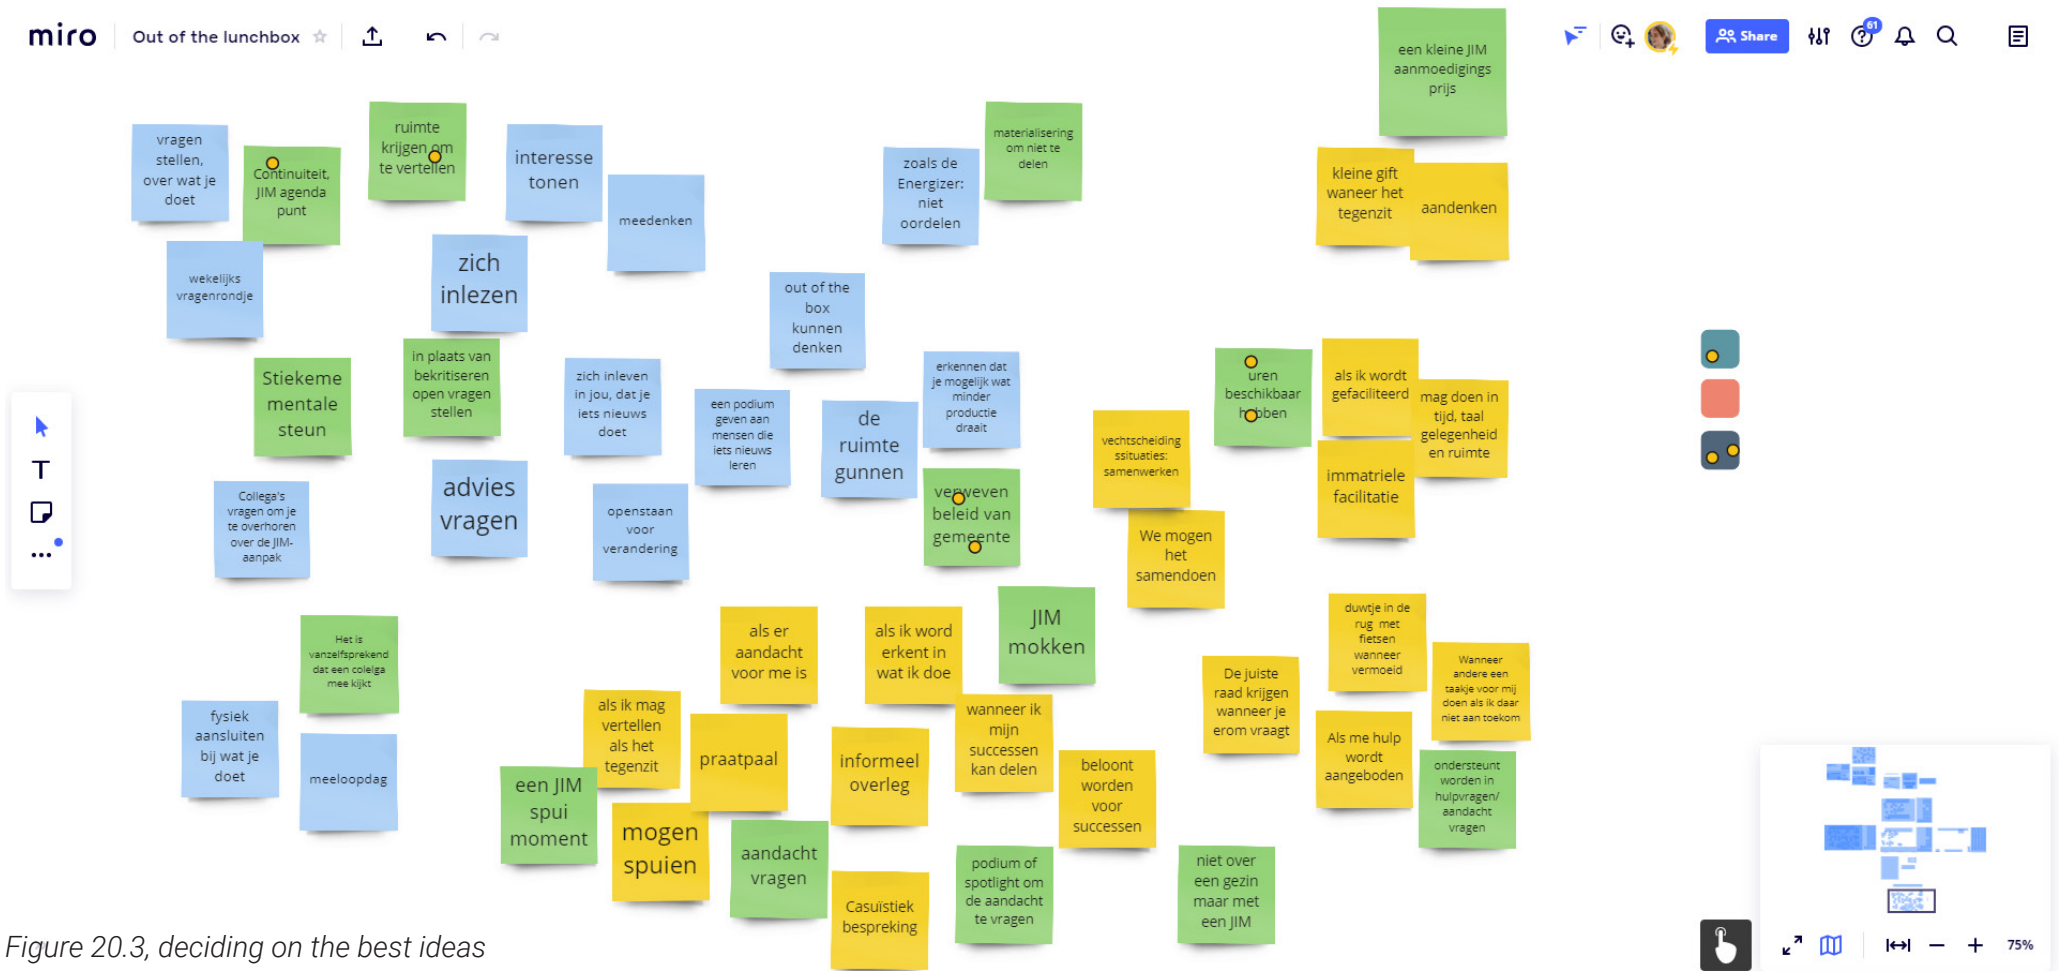 miro
Out of the lunchbox
61
Share
een kleine JIM
aanmoedigings
prijs
vragen
stellen,
over wat je
doet
Continuiteit,
JIM agenda
punt
ruimte
krijgen om
te vertellen
interesse
tonen
meedenken
zoals de
Energizer:
niet
oordelen
materialisering
om niet te
delen
kleine gift
waneer het
tegenzit
aandenken
wekelijks
vragenrondje
zich
inlezen
out of the
box
kunnen
denken
Stiekeme
mentale
steun
in plaats van
bekritiseren
open vragen
stellen
zich inleven
in jou, dat je
iets nieuws
doet
een podium
geven aan
mensen die
iets nieuws
leren
de
ruimte
gunnen
erkennen dat
je mogelijk wat
minder
productie
draait
vechtscheiding
ssituaties:
samenwerken
uren
beschikbaar
hebben
als ik wordt
gefaciliteerd
mag doen in
tijd, taal
gelegenheid
en ruimte
immatriele
facilitatie
T
Collega's
vragen om je
te overhoren
over de JIM-
aanpak
advies
vragen
openstaan
voor
verandering
verweven
beleid van
gemeente
We mogen
het
samendoen
Het is
vanzelfsprekend
dat een colelga
mee kijkt
als er
aandacht
voor me is
als ik word
erkent in
wat ik doe
JIM
mokken
De juiste
raad krijgen
wanneer je
erom vraagt
duwtje in de
rug met
fietsen
wanneer
vermoeid
Wanneer
andere een
taakje voor mij
doen als ik daar
niet aan toekom
fysiek
aansluiten
bij wat je
doet
meeloopdag
als ik mag
vertellen
als het
tegenzit
praatpaal
informeel
overleg
wanneer ik
mijn
successen
kan delen
beloont
worden
voor
successen
Als me hulp
wordt
aangeboden
ondersteunt
worden in
hulpvragen/
aandacht
vragen
een JIM
spui
moment
mogen
spuien
aandacht
vragen
Casuïstiek
bespreking
podium of
spotlight om
de aandacht
te vragen
niet over
een gezin
maar met
een JIM
75%
Figure 20.3, deciding on the best ideas